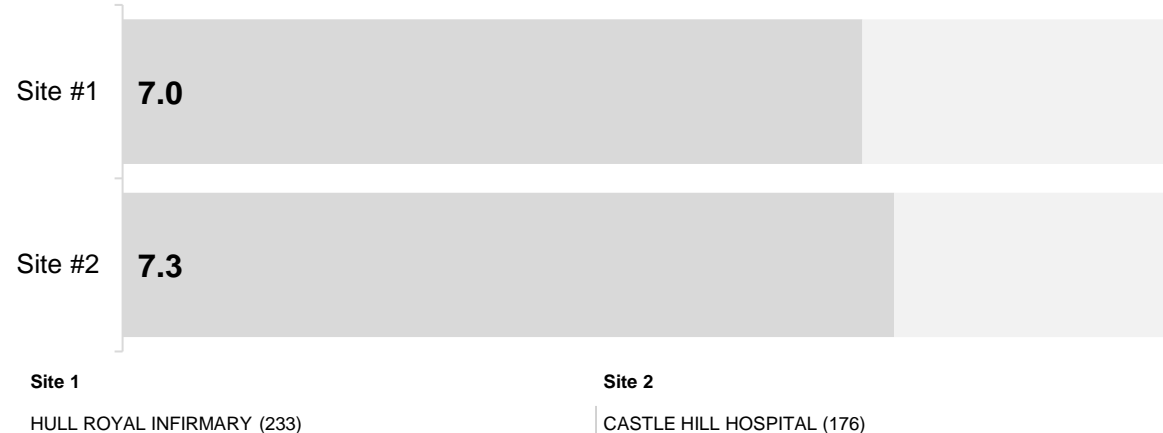 Site #1 7.0
Site #2 7.3
Site 1 Site 2
HULL ROYAL INFIRMARY (233) CASTLE HILL HOSPITAL (176)